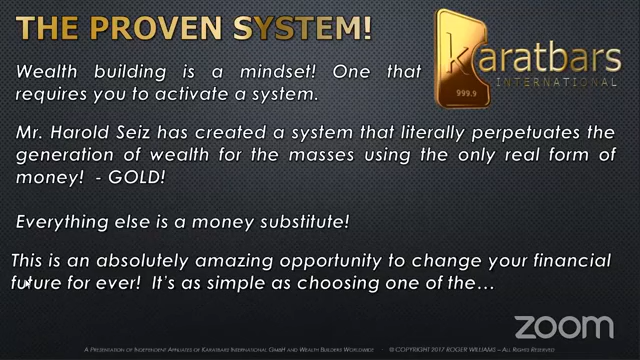 THE PROVEN SYSTEM!
karatbars
INTERNATIONAL
999.9
Wealth building is a mindset! One that
requires you to activate a system.
Mr. Harold Seiz has created a system that literally perpetuates the
generation of wealth for the masses using the only real form of
money! - GOLD!
Everything else is a money substitute!
This is an absolutely amazing opportunity to change your financial
future for ever! It's as simple as choosing one of the...
zoom
A Presentation of Independent Affiliates of Karatbars International GmbH and Wealth Builders Worldwide - © Copyright 2017 Roger Williams – All Rights Reserved